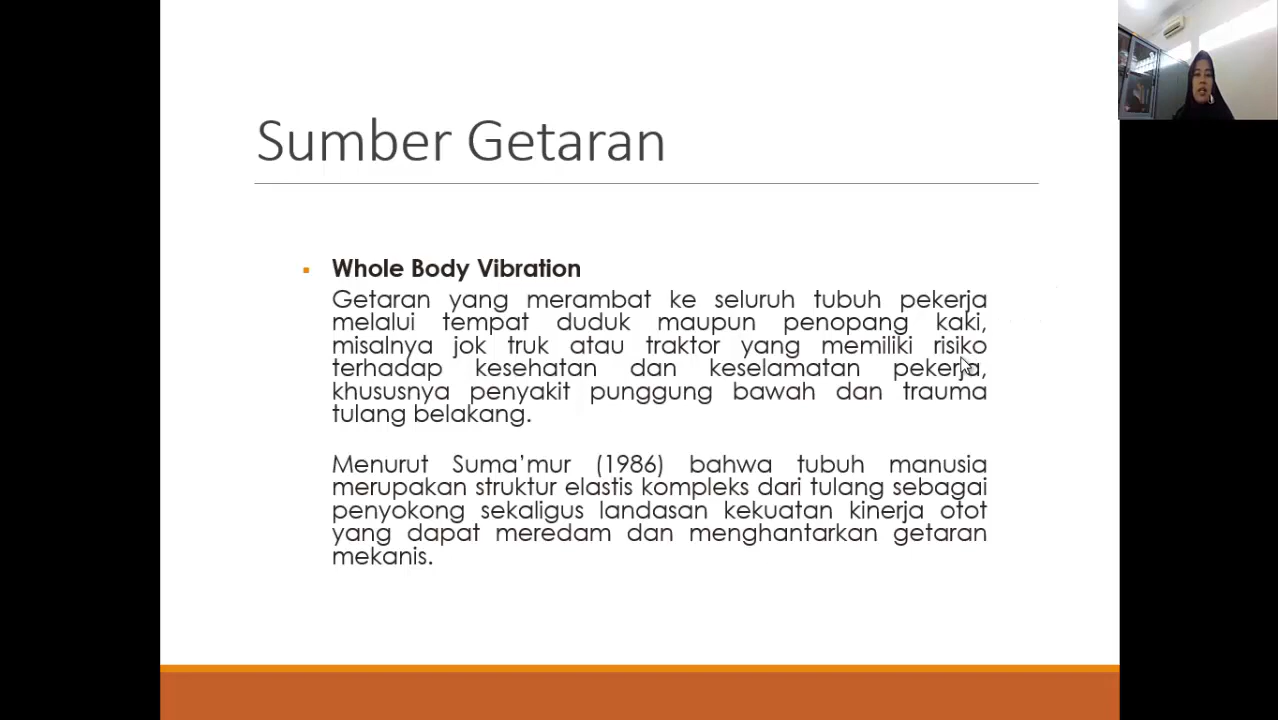 Sumber Getaran
Whole Body Vibration
Getaran yang merambat ke seluruh tubuh pekerja
melalui tempat duduk maupun penopang kaki,
misalnya jok truk atau traktor yang memiliki risiko
terhadap kesehatan dan keselamatan pekerja,
khususnya penyakit punggung bawah dan trauma
tulang belakang.
Menurut Suma’mur (1986) bahwa tubuh manusia
merupakan struktur elastis kompleks dari tulang sebagai
penyokong sekaligus landasan kekuatan kinerja otot
yang dapat meredam dan menghantarkan getaran
mekanis.